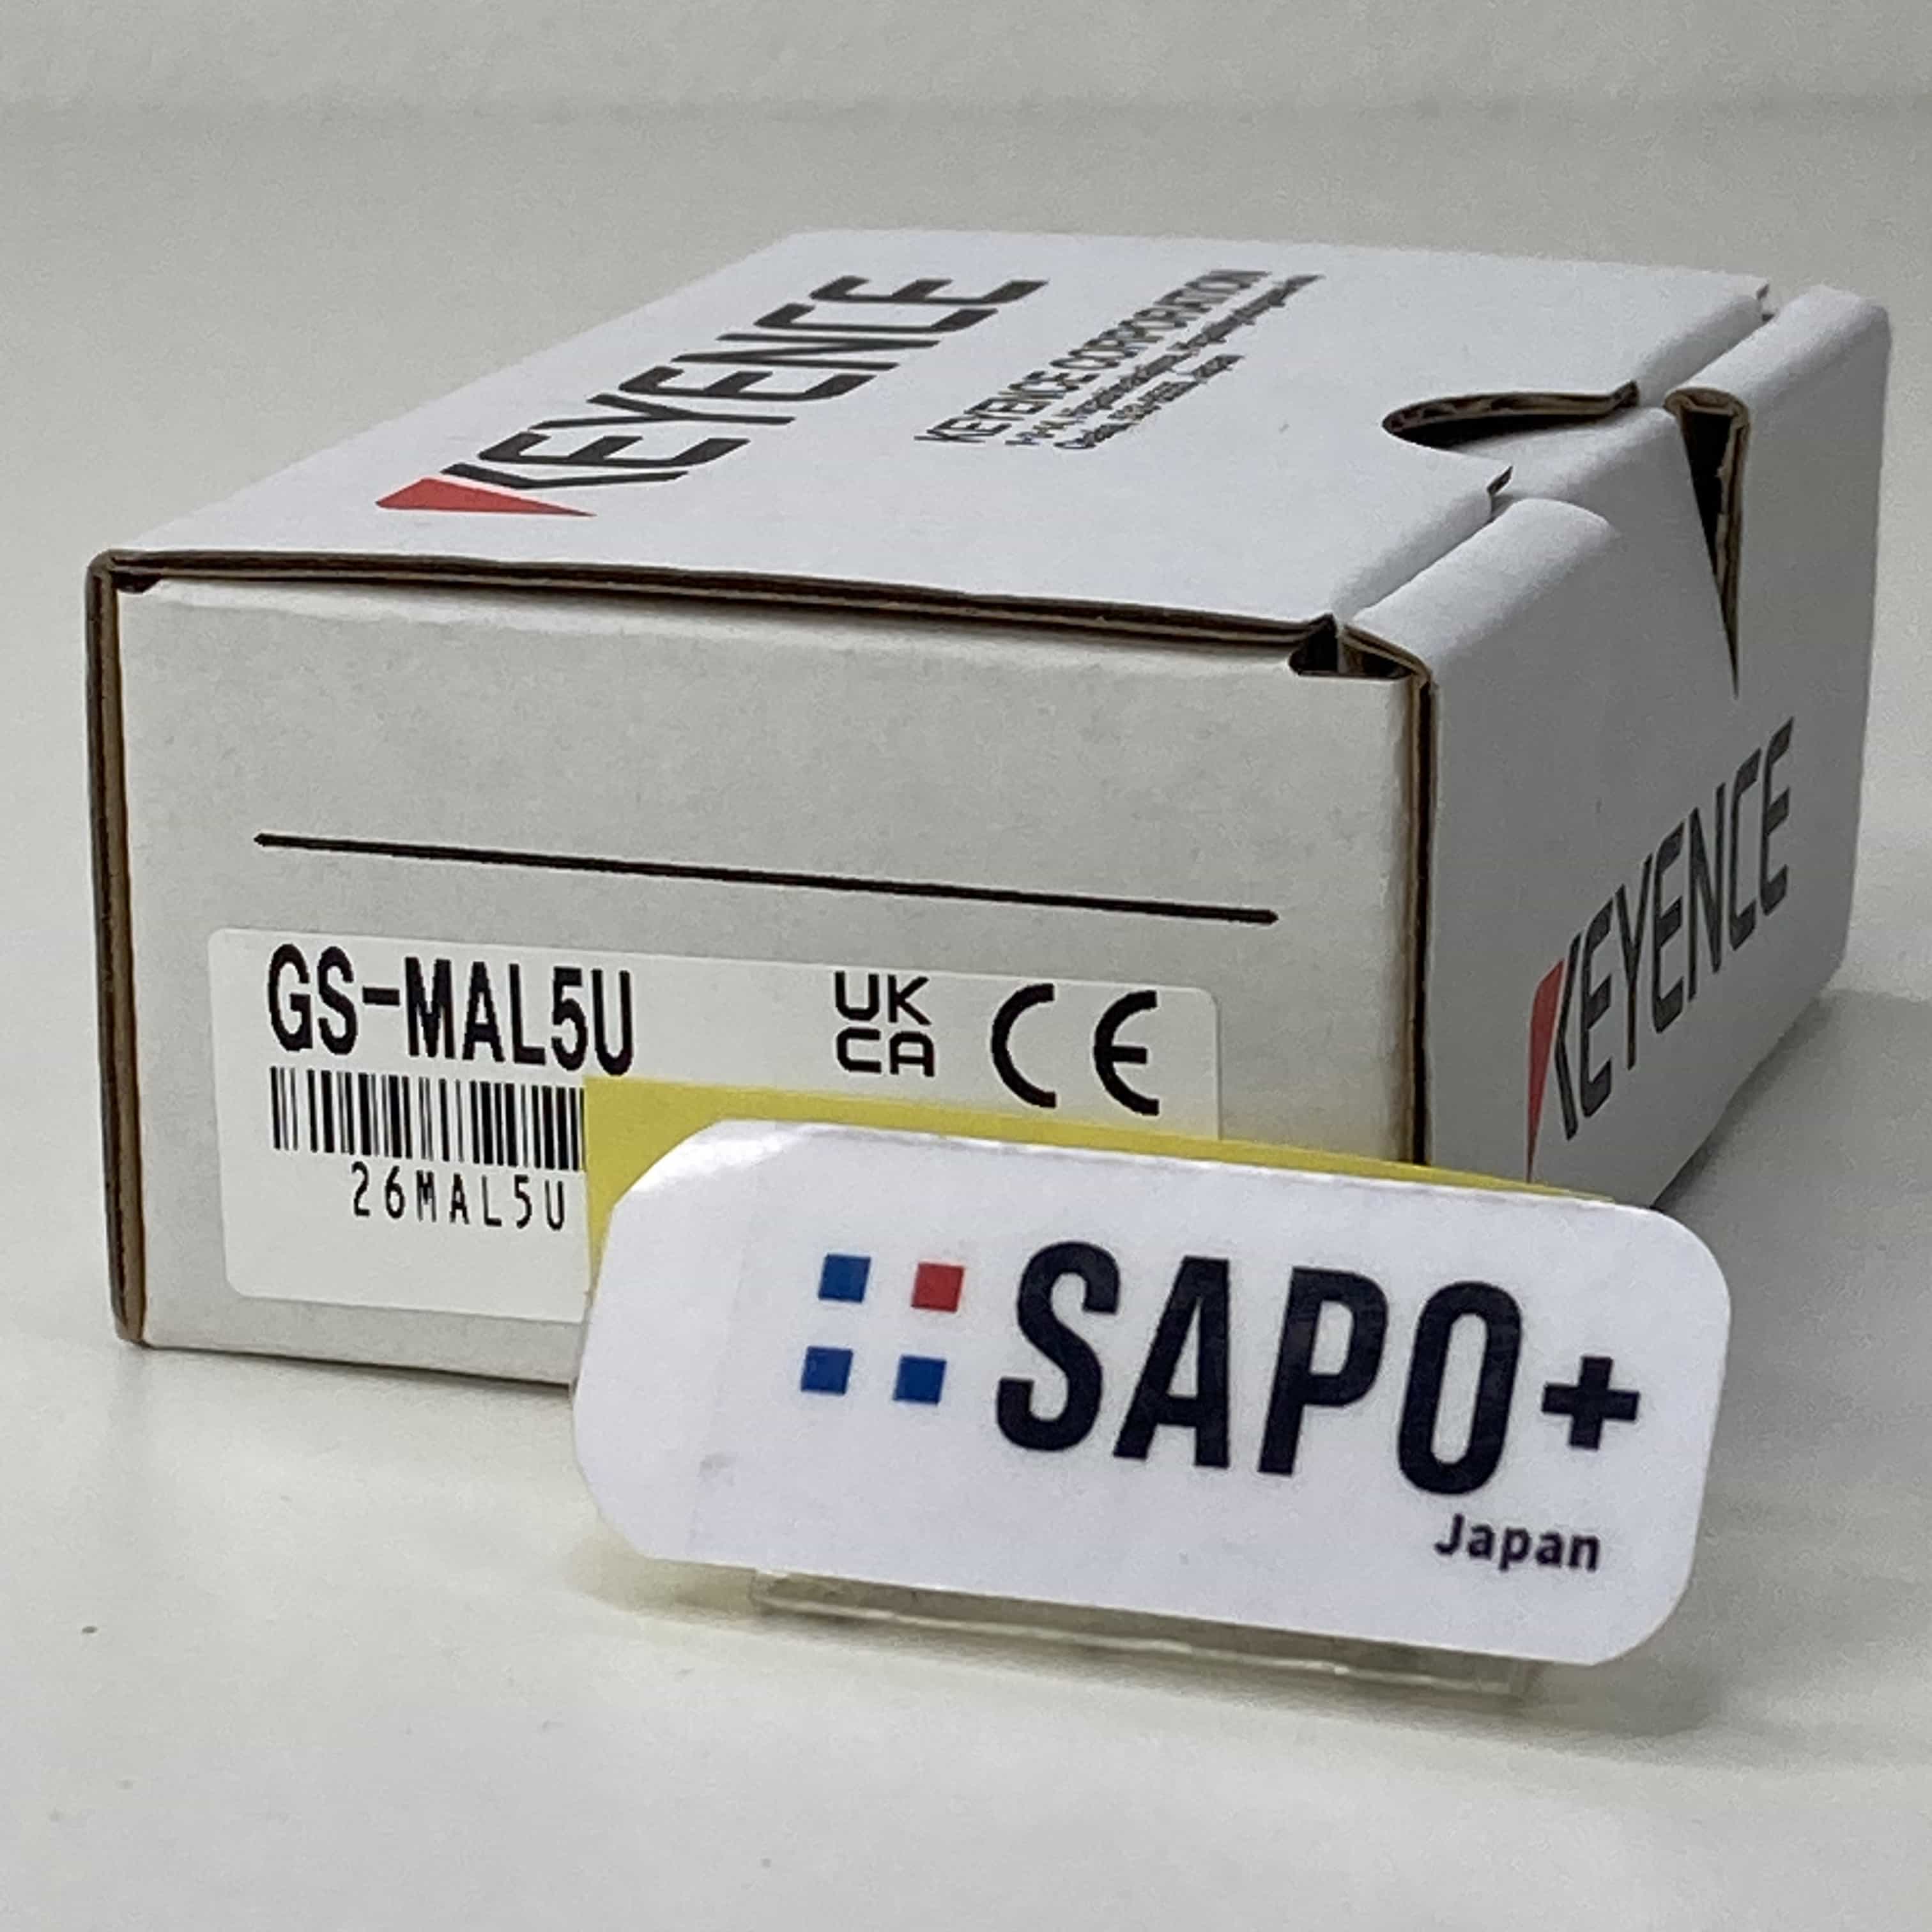 KEYENCE
KEYENCE CORPORATION
KEYENCE
GS-MAL5U
UK
CA
CE
26MAL5U
SAPO+
Japan